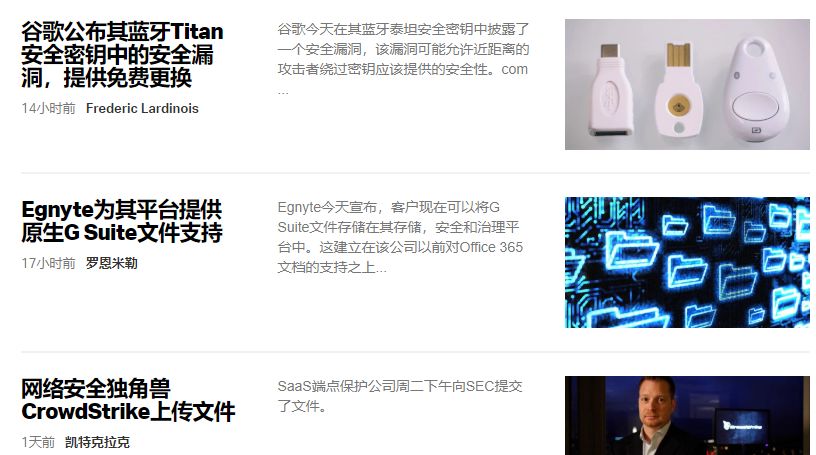 谷歌公布其蓝牙Titan
安全密钥中的安全漏
洞，提供免费更换
14小时前 Frederic Lardinois
谷歌今天在其蓝牙泰坦安全密钥中披露了
一个安全漏洞，该漏洞可能允许近距离的
攻击者绕过密钥应该提供的安全性。com
...
Egnyte为其平台提供
原生G Suite文件支持
17小时前 罗恩米勒
Egnyte今天宣布，客户现在可以将G
Suite文件存储在其存储，安全和治理平
台中。这建立在该公司以前对Office 365
文档的支持之上...
网络安全独角兽
CrowdStrike上传文件
1天前 凯特克拉克
SaaS端点保护公司周二下午向SEC提交
了文件。